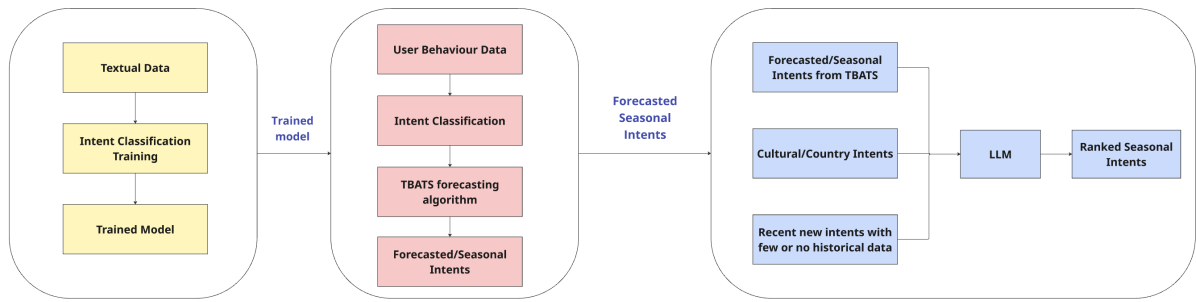 Textual Data
Intent Classification
Training
Trained Model
Trained
model
User Behaviour Data
Intent Classification
TBATS forecasting
algorithm
Forecasted/Seasonal
Intents
Forecasted
Seasonal
Intents
Forecasted/Seasonal
Intents from TBATS
Cultural/Country Intents
Recent new intents with
few or no historical data
LLM
Ranked Seasonal
Intents